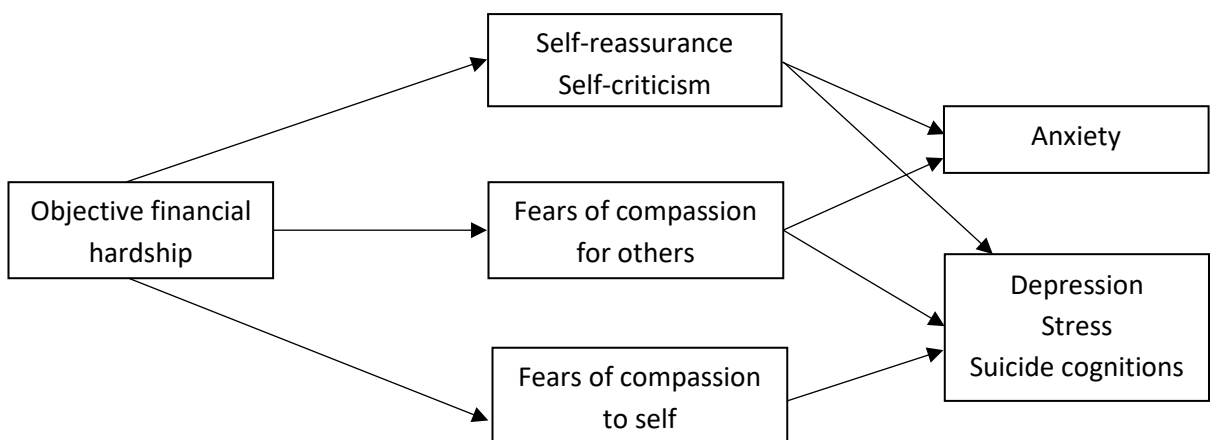 Self-reassurance
Self-criticism
Anxiety
Objective financial
hardship
Fears of compassion
for others
Depression
Stress
Suicide cognitions
Fears of compassion
to self